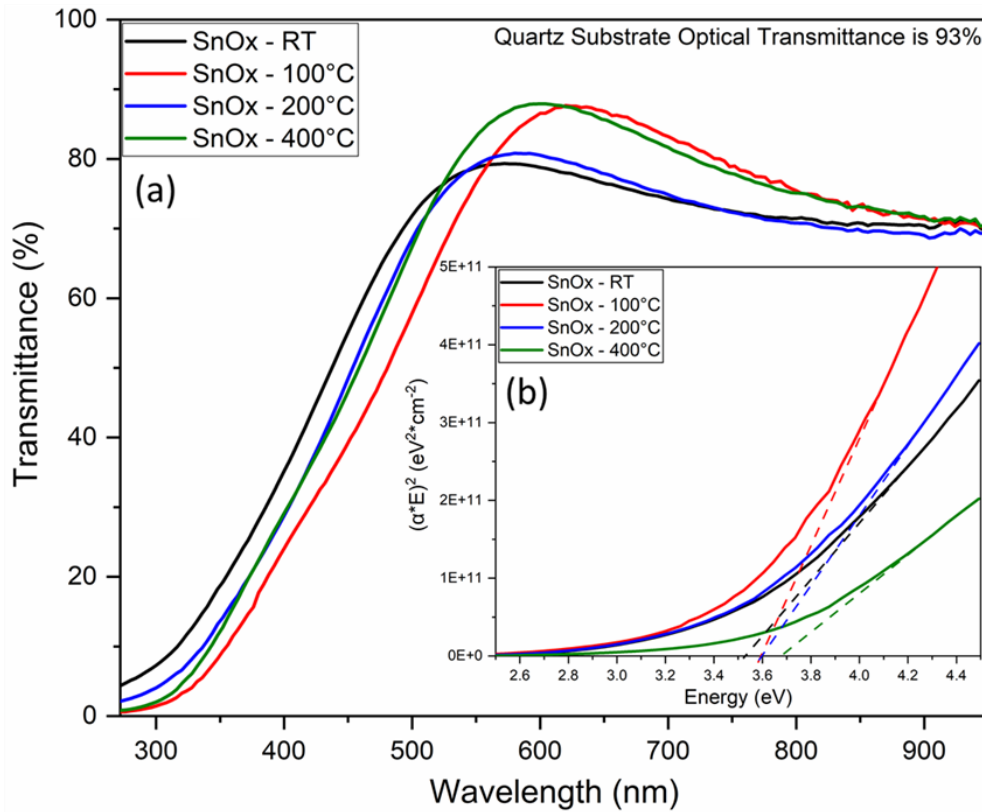 Quartz Substrate Optical Transmittance is 93%
SnOx - RT
SnOx - 100°C
SnOx - 200°C
SnOx - 400°C
(a)
Transmittance (%)
100
80
60
40
20
0
300
400
500
600
700
800
900
Wavelength (nm)
SnOx - RT
SnOx - 100°C
SnOx - 200°C
SnOx - 400°C
(b)
(α*E)² (eV²*cm⁻²)
5E+11
4E+11
3E+11
2E+11
1E+11
0E+0
2.6
2.8
3.0
3.2
3.4
3.6
3.8
4.0
4.2
4.4
Energy (eV)